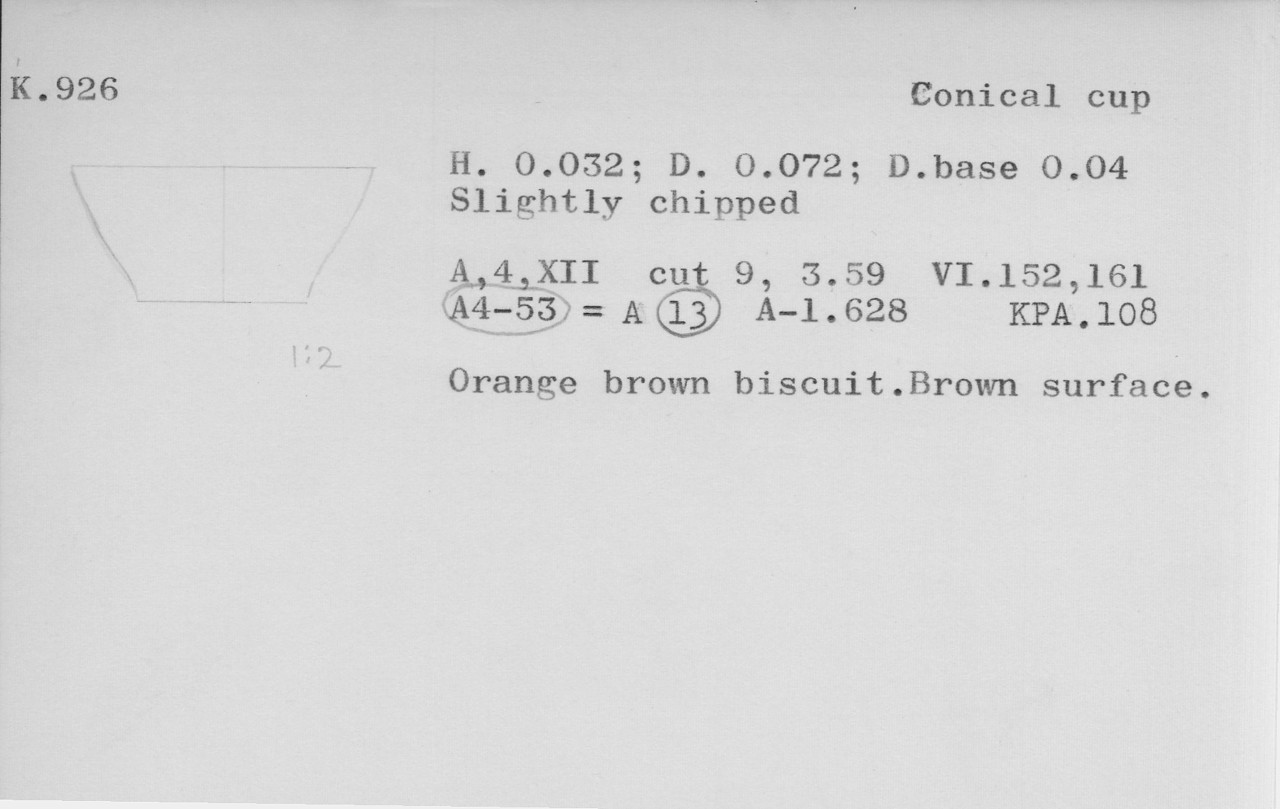 K.926
Conical cup
H. 0.032; D. 0.072; D.base 0.04
Slightly chipped
A,4,XII cut 9, 3.59 VI.152,161
A4-53 = A 13 A-1.628 KPA.108
1:2
Orange brown biscuit.Brown surface.